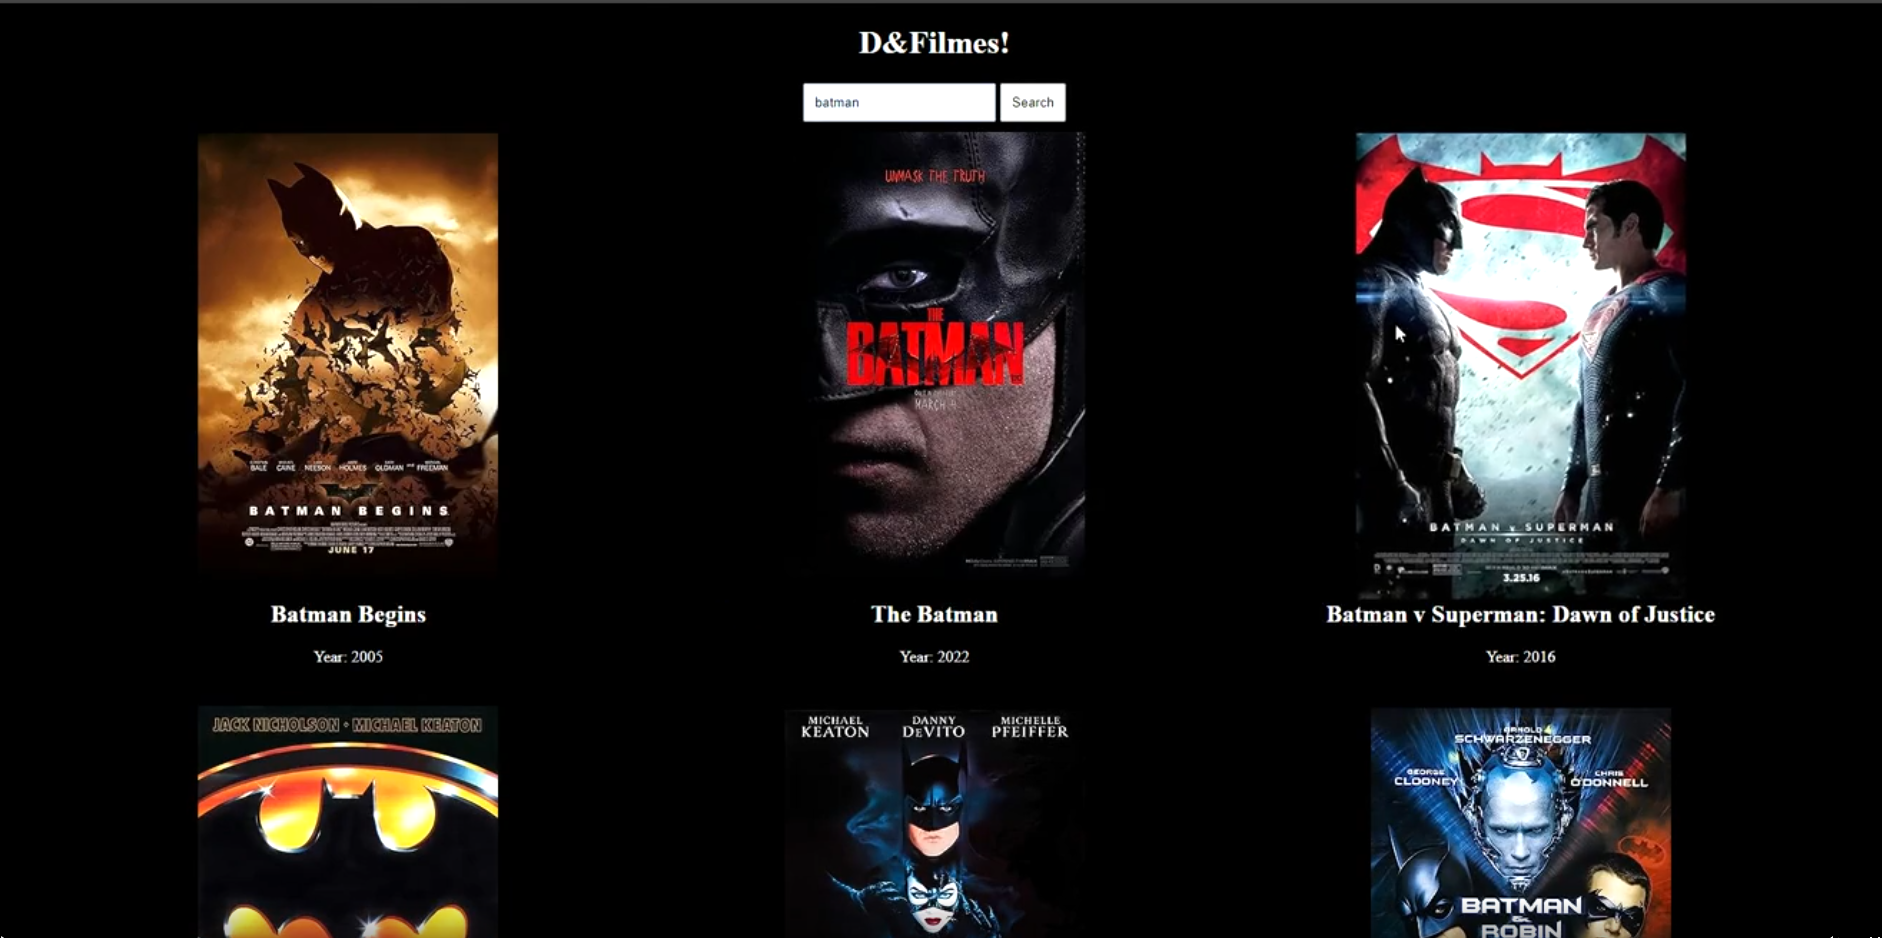 D&Filmes!
batman
Search
UNMASK THE TRUTH
THE
BATMAN
MARCH 4
BALE CAINE NEESON HOLMES OLDMAN FREEMAN
BATMAN BEGINS
JUNE 17
BATMAN v SUPERMAN
DAWN OF JUSTICE
3.25.16
Batman Begins
The Batman
Batman v Superman: Dawn of Justice
Year: 2005
Year: 2022
Year: 2016
JACK NICHOLSON • MICHAEL KEATON
MICHAEL KEATON
DANNY DEVITO
MICHELLE PFEIFFER
ARNOLD
SCHWARZENEGGER
GEORGE
CLOONEY
CHRIS
O'DONNELL
BATMAN
&
ROBIN